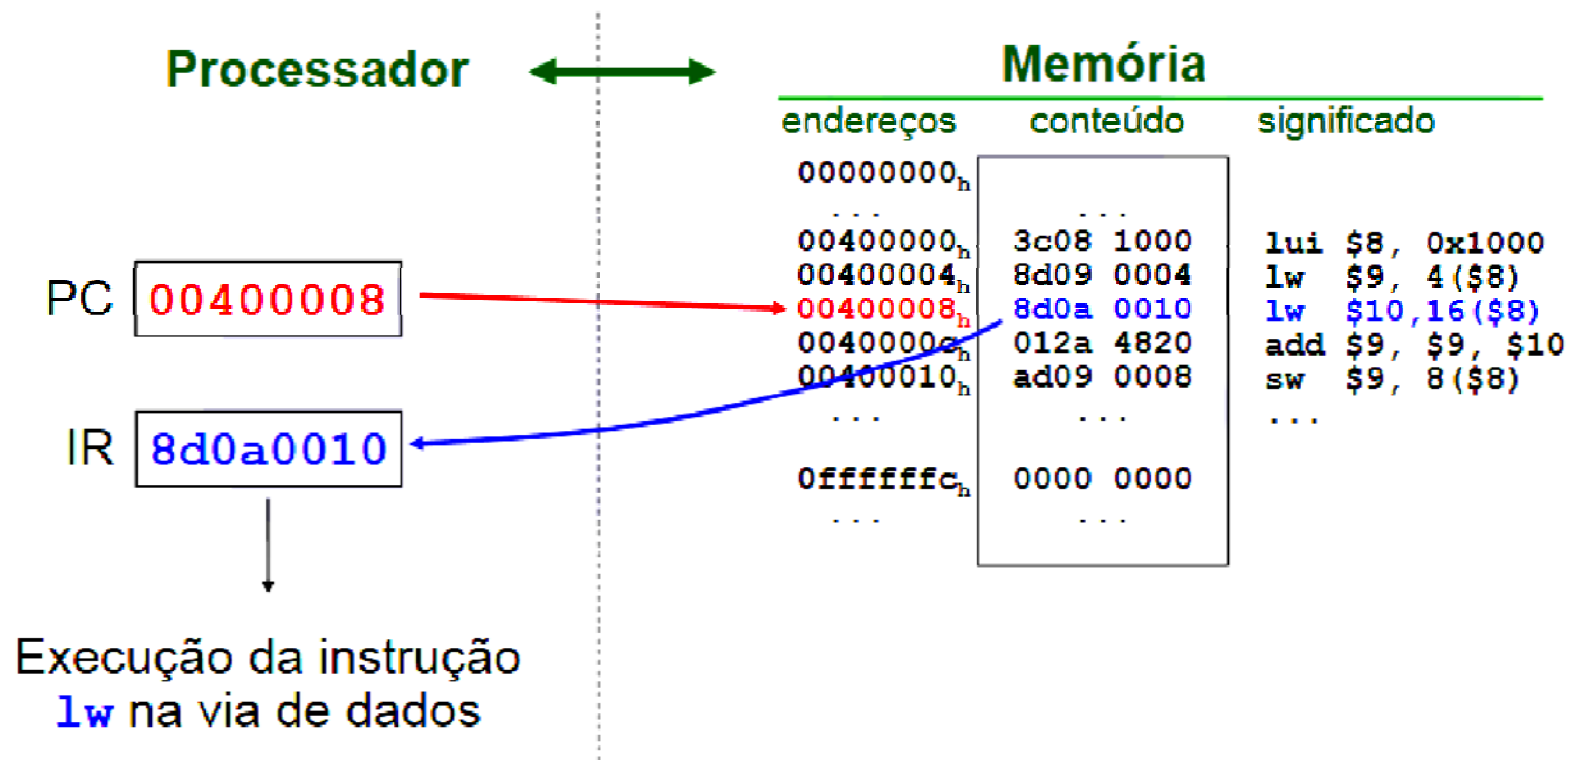 Processador
Memória
endereços conteúdo significado
00000000h
... ...
00400000h 3c08 1000 lui $8, 0x1000
00400004h 8d09 0004 lw $9, 4($8)
00400008h 8d0a 0010 lw $10,16($8)
0040000ch 012a 4820 add $9, $9, $10
00400010h ad09 0008 sw $9, 8($8)
... ... ...
0ffffffch 0000 0000
... ...
PC 00400008
IR 8d0a0010
Execução da instrução
lw na via de dados